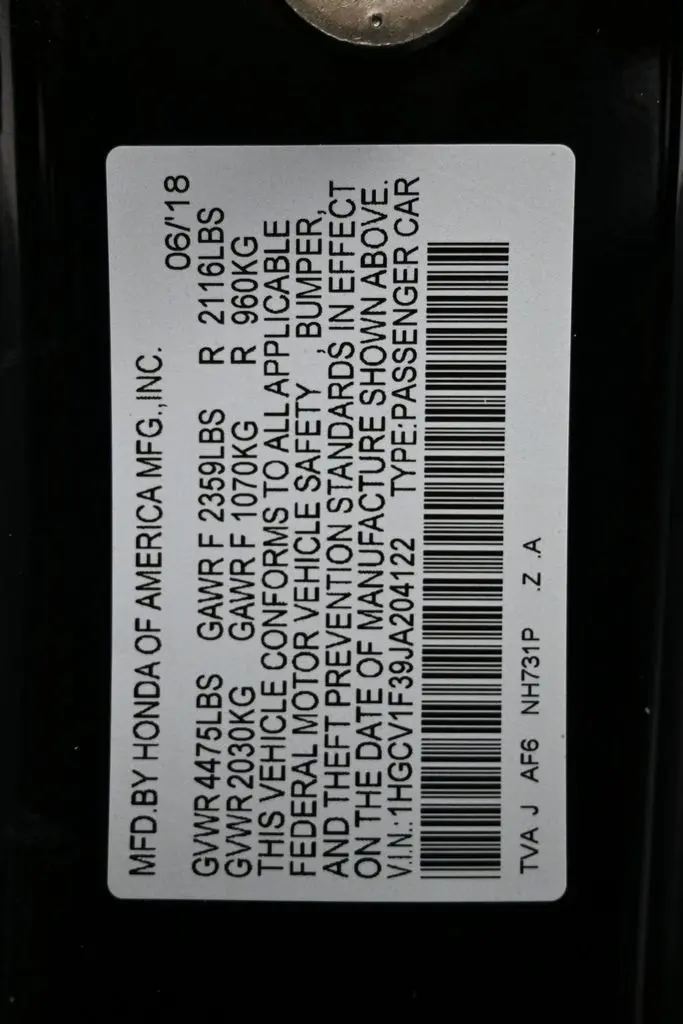 MFD.BY HONDA OF AMERICA MFG.,INC.
06/'18
GVWR 4475LBS GAWR F 2359LBS R 2116LBS
GVWR 2030KG GAWR F 1070KG R 960KG
THIS VEHICLE CONFORMS TO ALL APPLICABLE
FEDERAL MOTOR VEHICLE SAFETY , BUMPER,
AND THEFT PREVENTION STANDARDS IN EFFECT
ON THE DATE OF MANUFACTURE SHOWN ABOVE.
V.I.N.:1HGCV1F39JA204122 TYPE:PASSENGER CAR
TVA J AF6 NH731P .Z .A